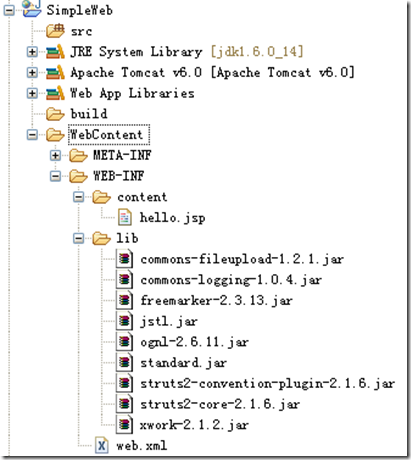 SimpleWeb
src
JRE System Library [jdk1.6.0_14]
Apache Tomcat v6.0 [Apache Tomcat v6.0]
Web App Libraries
build
WebContent
META-INF
WEB-INF
content
hello.jsp
lib
commons-fileupload-1.2.1.jar
commons-logging-1.0.4.jar
freemarker-2.3.13.jar
jstl.jar
ognl-2.6.11.jar
standard.jar
struts2-convention-plugin-2.1.6.jar
struts2-core-2.1.6.jar
xwork-2.1.2.jar
web.xml